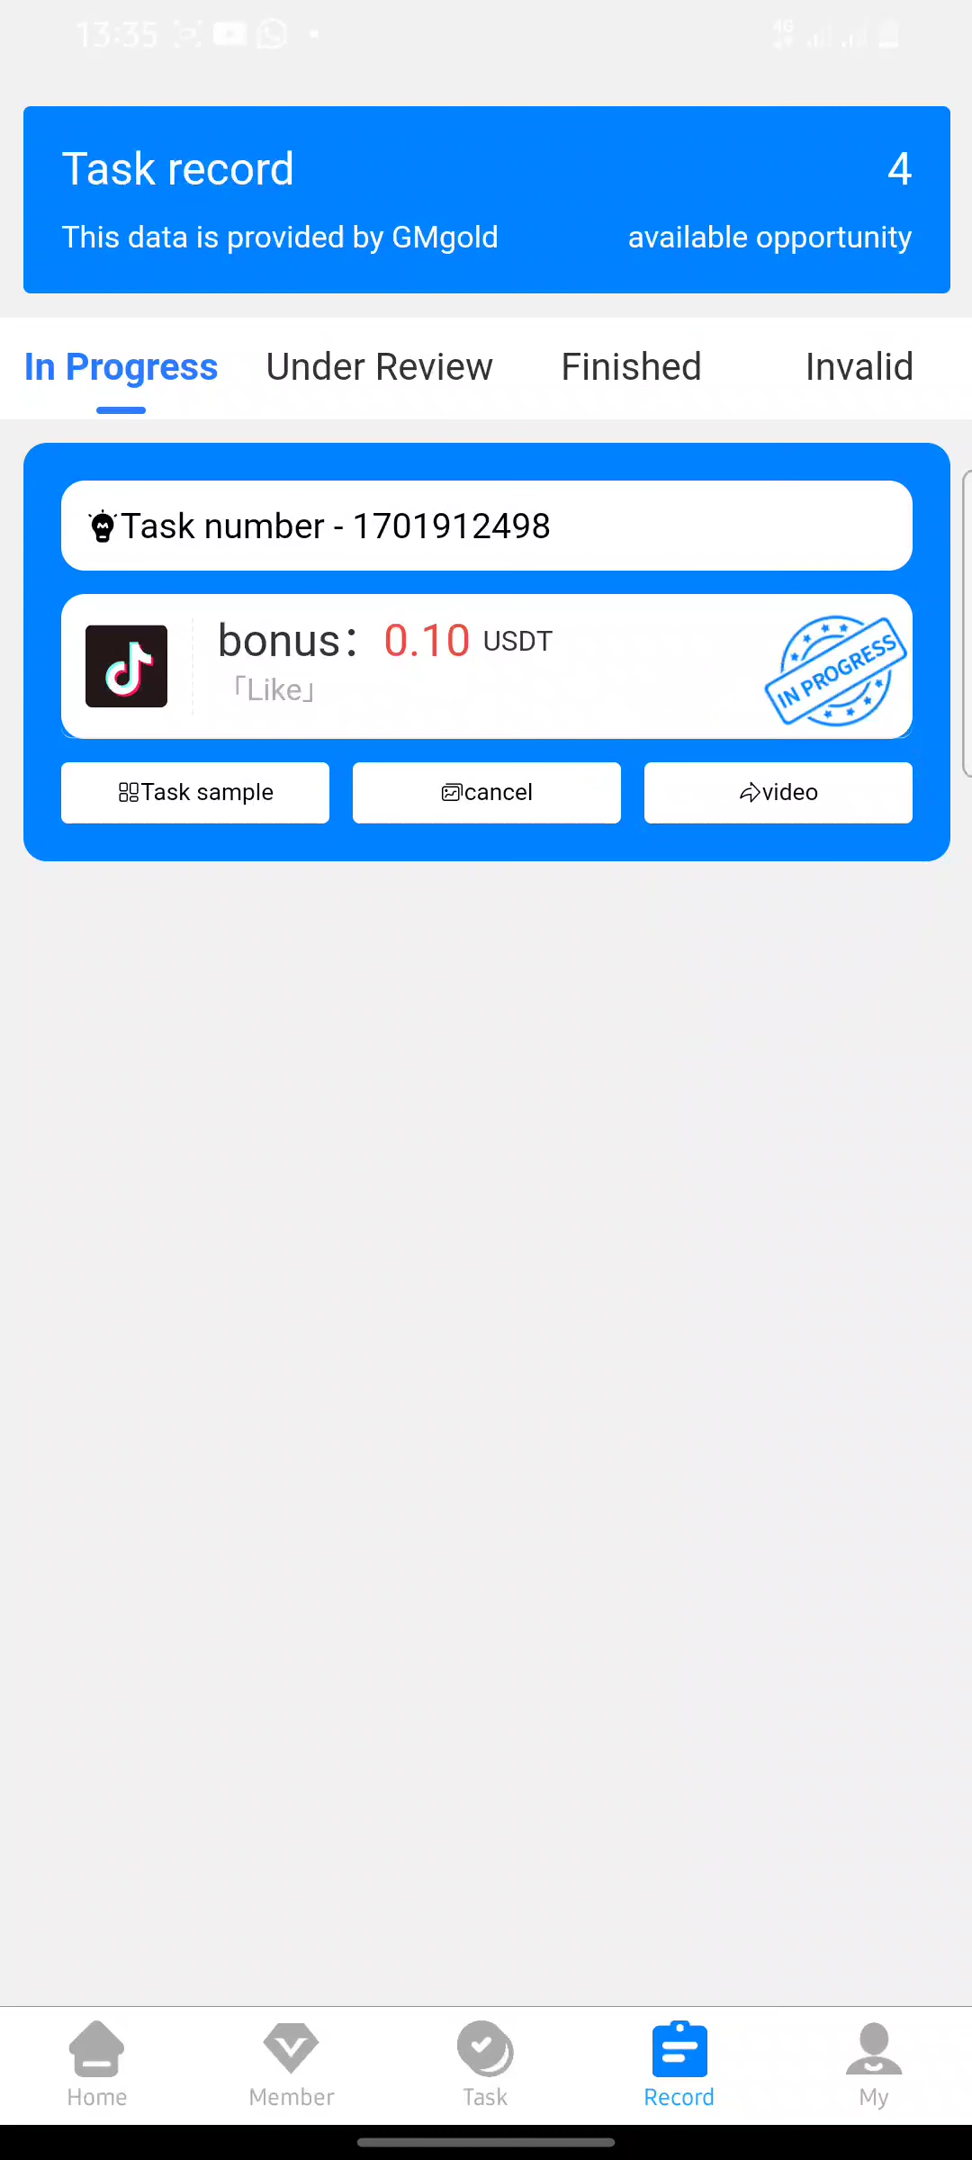 13:35
4G
Task record
4
This data is provided by GMgold
available opportunity
In Progress
Under Review
Finished
Invalid
Task number - 1701912498
bonus: 0.10 USDT
「Like」
IN PROGRESS
Task sample
cancel
video
Home
Member
Task
Record
My